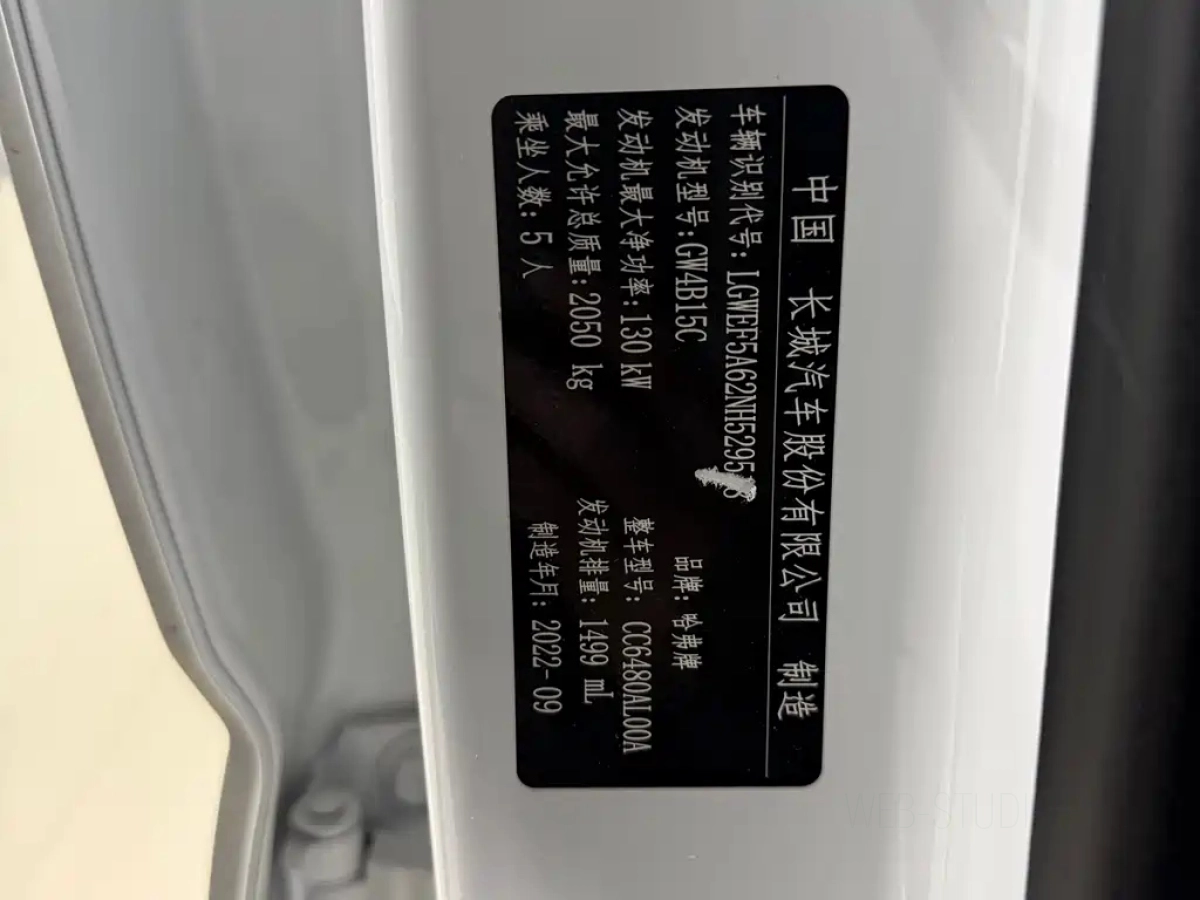 中国 长城汽车股份有限公司 制造
车辆识别代号:
发动机型号:GW4B15C
品牌:哈弗牌
发动机最大净功率:130 kW
整车型号:CC6480AL00A
最大允许总质量:2050 kg
发动机排量:1499 mL
乘坐人数:5 人
制造年月:2022-09